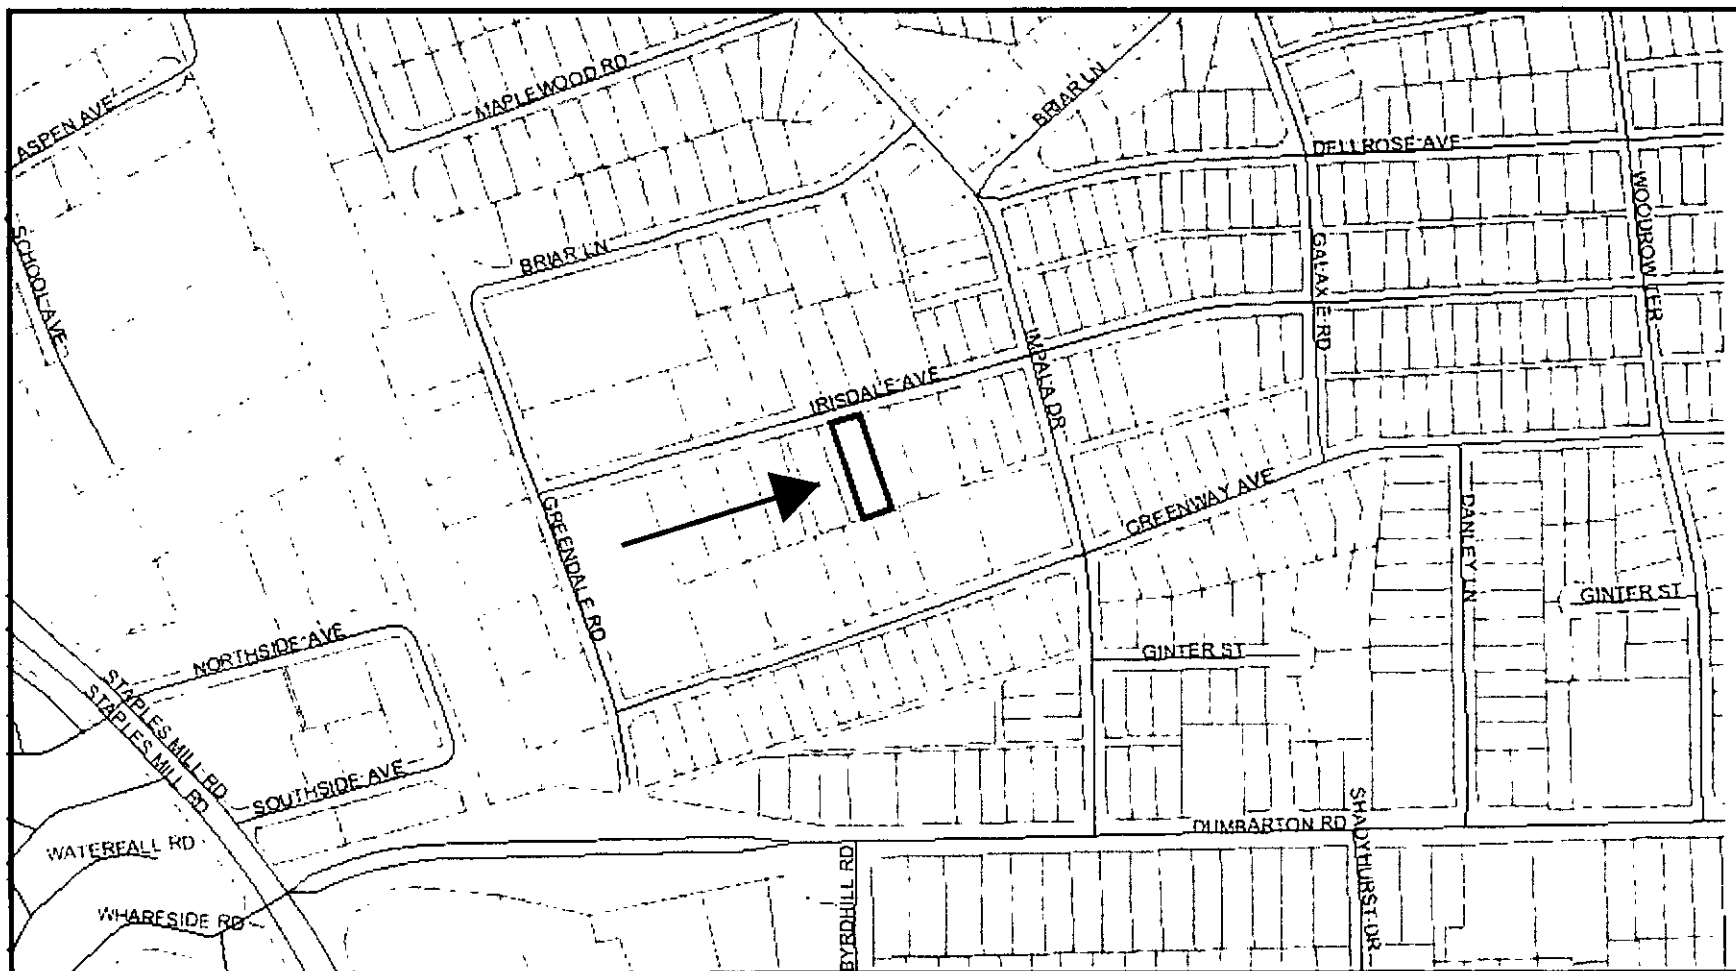 MAPLEWOOD RD
BRIAR LN
ASPEN AVE
DELLROSE AVE
WOODROW TER
SCHOOL AVE
BRIAR LN
GALAXIE RD
IMPALA DR
IRISDALE AVE
GREENWAY AVE
DANLEY LN
GREENDALE RD
GINTER ST
NORTHSIDE AVE
GINTER ST
STAPLES MILL RD
STAPLES MILL RD
SOUTHSIDE AVE
DUMBARTON RD
SHADYHURST DR
WATERFALL RD
BYRDHILL RD
WHARFSIDE RD